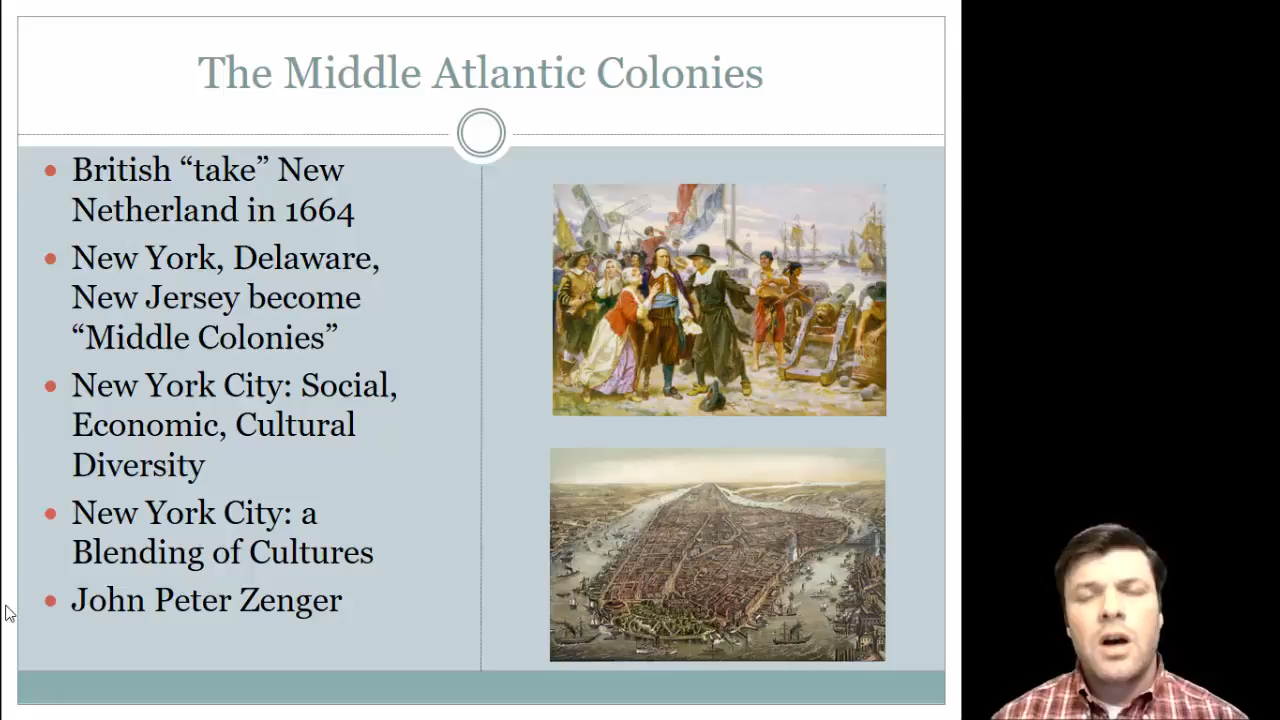 The Middle Atlantic Colonies
British “take” New
Netherland in 1664
New York, Delaware,
New Jersey become
“Middle Colonies”
New York City: Social,
Economic, Cultural
Diversity
New York City: a
Blending of Cultures
John Peter Zenger